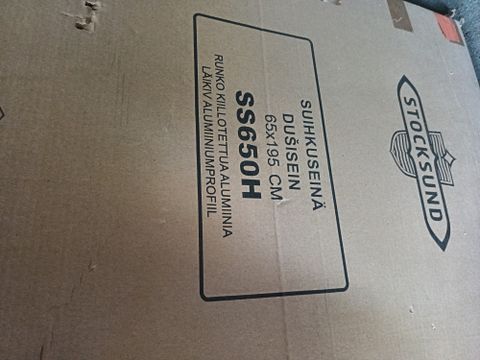 STOCKSUND
SUIHKUSEINÄ
DUŠISEIN
65x195 CM
SS650H
RUNKO KIILLOTETTUA ALUMIINIA
LÄIKIV ALUMIINIUMPROFIIL